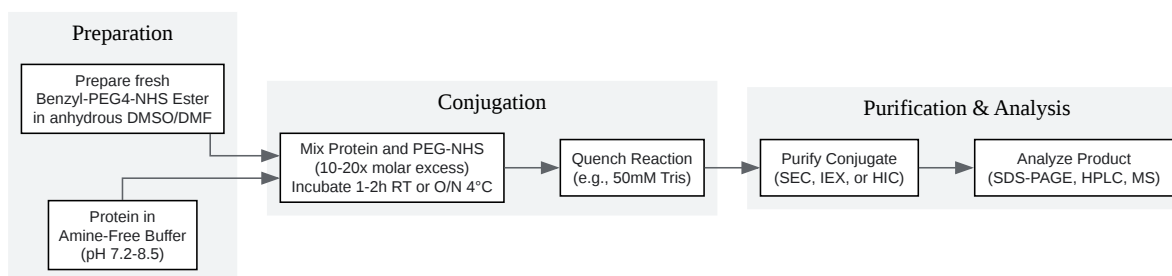 Preparation
Prepare fresh
Benzyl-PEG4-NHS Ester
in anhydrous DMSO/DMF
Protein in
Amine-Free Buffer
(pH 7.2-8.5)
Conjugation
Mix Protein and PEG-NHS
(10-20x molar excess)
Incubate 1-2h RT or O/N 4°C
Quench Reaction
(e.g., 50mM Tris)
Purification & Analysis
Purify Conjugate
(SEC, IEX, or HIC)
Analyze Product
(SDS-PAGE, HPLC, MS)